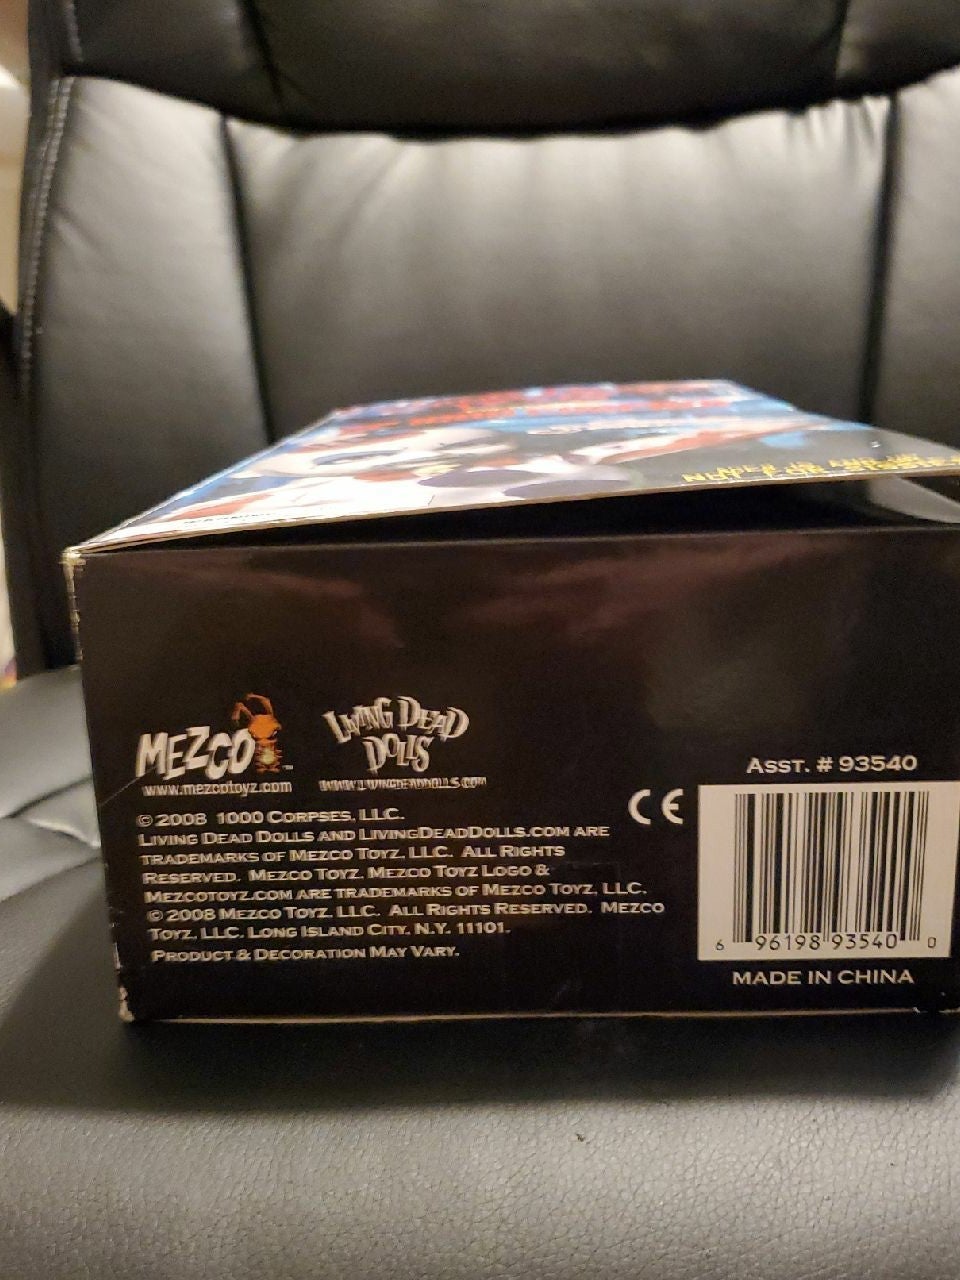 MEZCO
www.mezcotoyz.com
LIVING DEAD
DOLLS
WWW.LIVINGDEADDOLLS.COM
© 2008 1000 CORPSES, LLC.
LIVING DEAD DOLLS AND LIVINGDEADDOLLS.COM ARE
TRADEMARKS OF MEZCO TOYZ, LLC. ALL RIGHTS
RESERVED. MEZCO TOYZ, MEZCO TOYZ LOGO &
MEZCOTOYZ.COM ARE TRADEMARKS OF MEZCO TOYZ, LLC.
© 2008 MEZCO TOYZ, LLC. ALL RIGHTS RESERVED. MEZCO
TOYZ, LLC, LONG ISLAND CITY, N.Y. 11101.
PRODUCT & DECORATION MAY VARY.
CE
ASST. # 93540
6 96198 93540 0
MADE IN CHINA